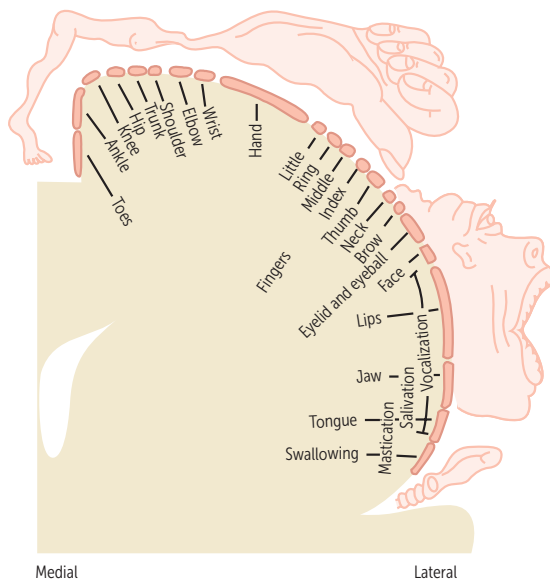 Toes
Ankle
Knee
Hip
Trunk
Shoulder
Elbow
Wrist
Hand
Little
Ring
Middle
Index
Thumb
Fingers
Neck
Brow
Eyelid and eyeball
Face
Lips
Vocalization
Jaw
Salivation
Tongue
Mastication
Swallowing
Medial
Lateral